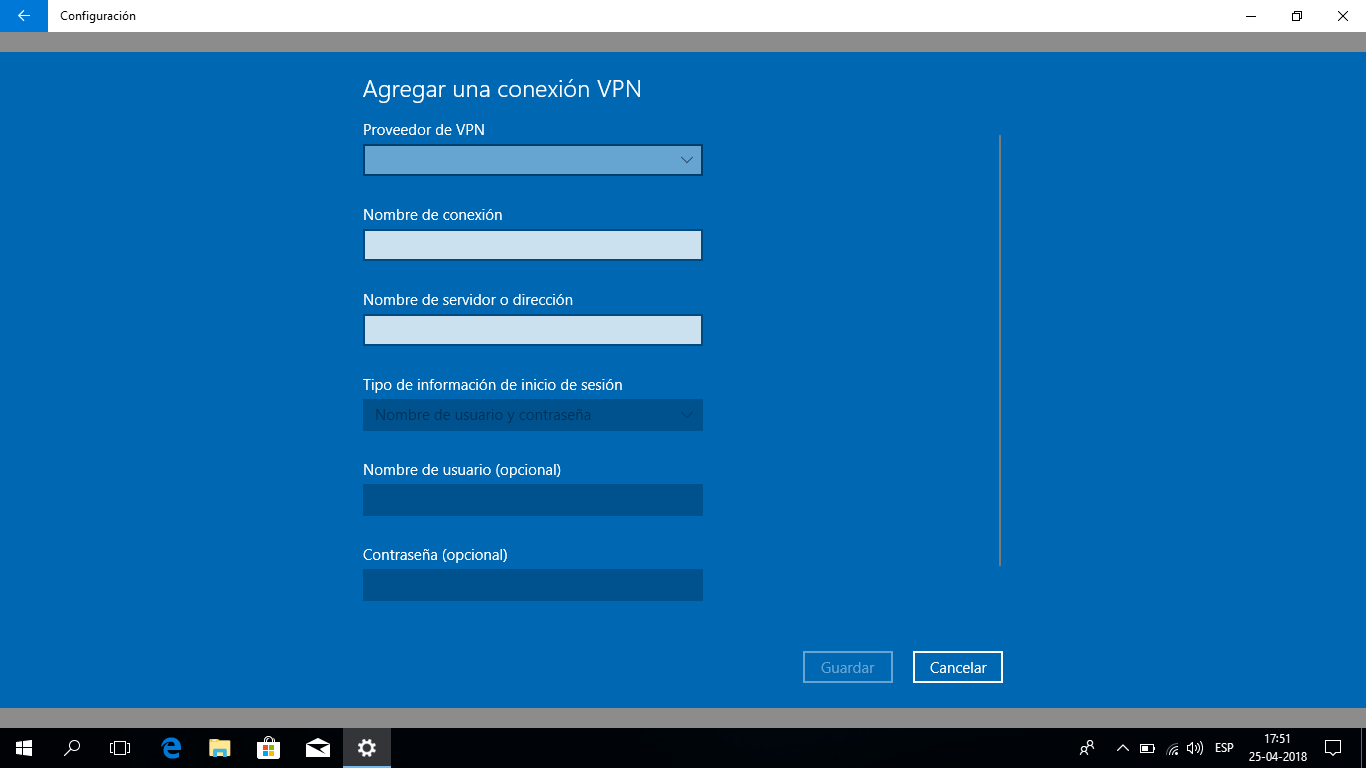 Configuración
Agregar una conexión VPN
Proveedor de VPN
Nombre de conexión
Nombre de servidor o dirección
Tipo de información de inicio de sesión
Nombre de usuario y contraseña
Nombre de usuario (opcional)
Contraseña (opcional)
Guardar
Cancelar
ESP
17:51
25-04-2018